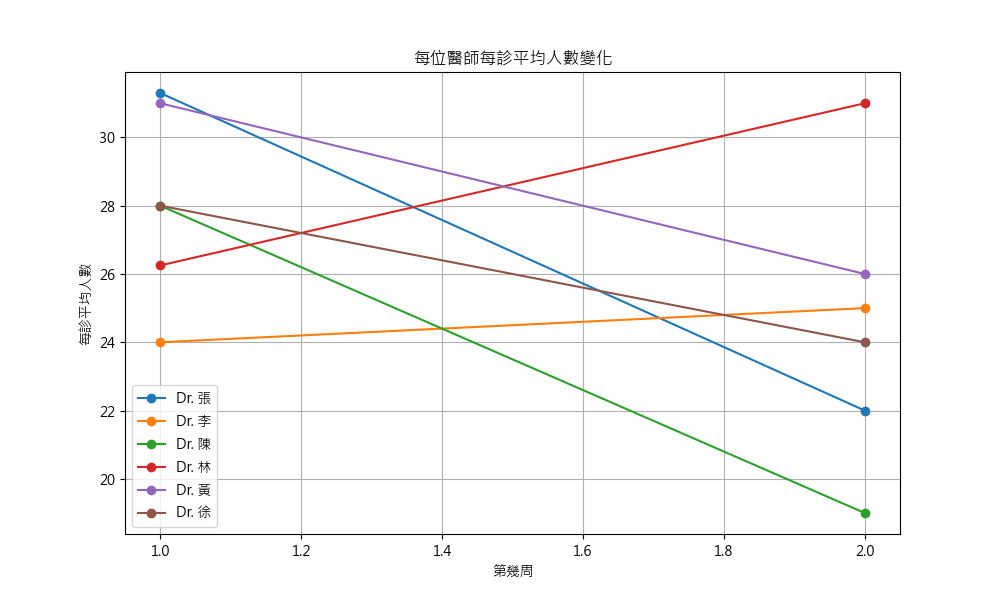 每位醫師每診平均人數變化
每診平均人數
30
28
26
24
22
20
Dr. 張
Dr. 李
Dr. 陳
Dr. 林
Dr. 黃
Dr. 徐
1.0 1.2 1.4 1.6 1.8 2.0
第幾周